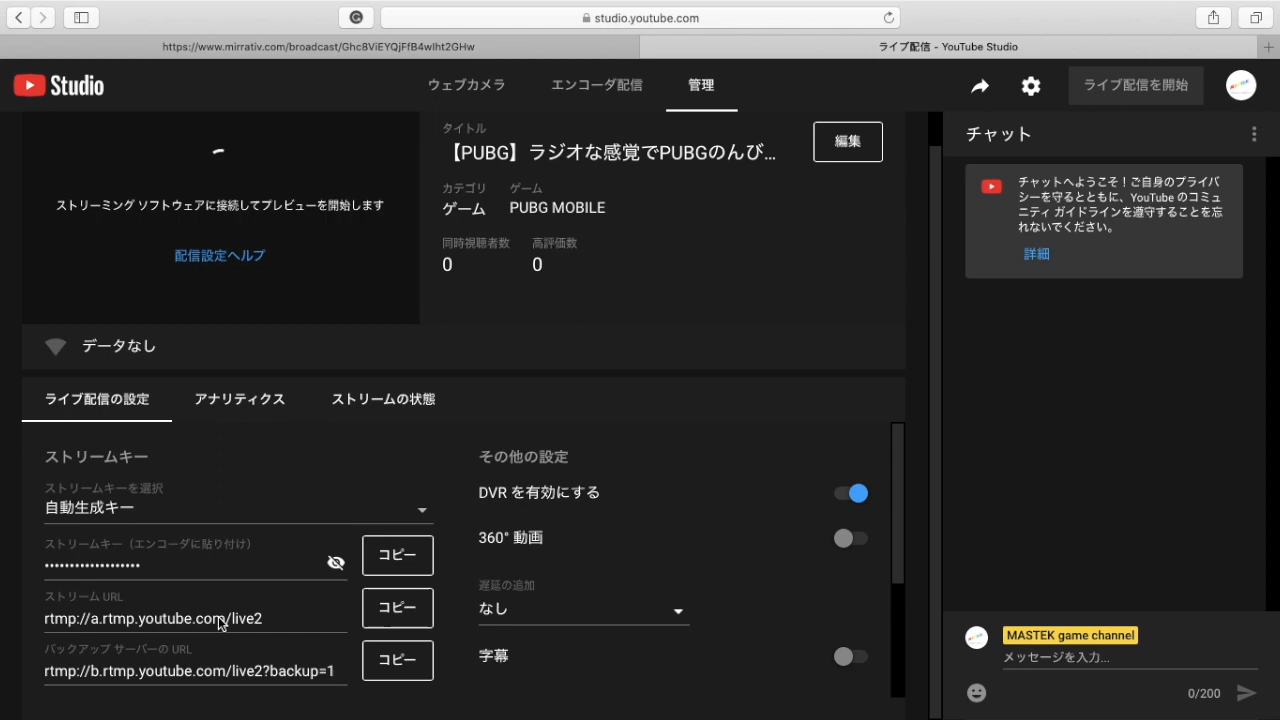 studio.youtube.com
https://www.mirrativ.com/broadcast/Ghc8ViEYQjFfB4wlht2GHw
ライブ配信 - YouTube Studio
Studio
ウェブカメラ
エンコーダ配信
管理
ライブ配信を開始
ストリーミング ソフトウェアに接続してプレビューを開始します
配信設定ヘルプ
タイトル
【PUBG】ラジオな感覚でPUBGのんび...
編集
カテゴリ ゲーム
ゲーム PUBG MOBILE
同時視聴者数 高評価数
0 0
データなし
ライブ配信の設定
アナリティクス
ストリームの状態
ストリームキー
ストリームキーを選択
自動生成キー
ストリームキー（エンコーダに貼り付け）
•••••••••••••••••••
コピー
ストリーム URL
rtmp://a.rtmp.youtube.com/live2
コピー
バックアップ サーバーの URL
rtmp://b.rtmp.youtube.com/live2?backup=1
コピー
その他の設定
DVR を有効にする
360° 動画
遅延の追加
なし
字幕
チャット
チャットへようこそ！ご自身のプライバ
シーを守るとともに、YouTube のコミュ
ニティ ガイドラインを遵守することを忘
れないでください。
詳細
MASTEK game channel
メッセージを入力...
0/200